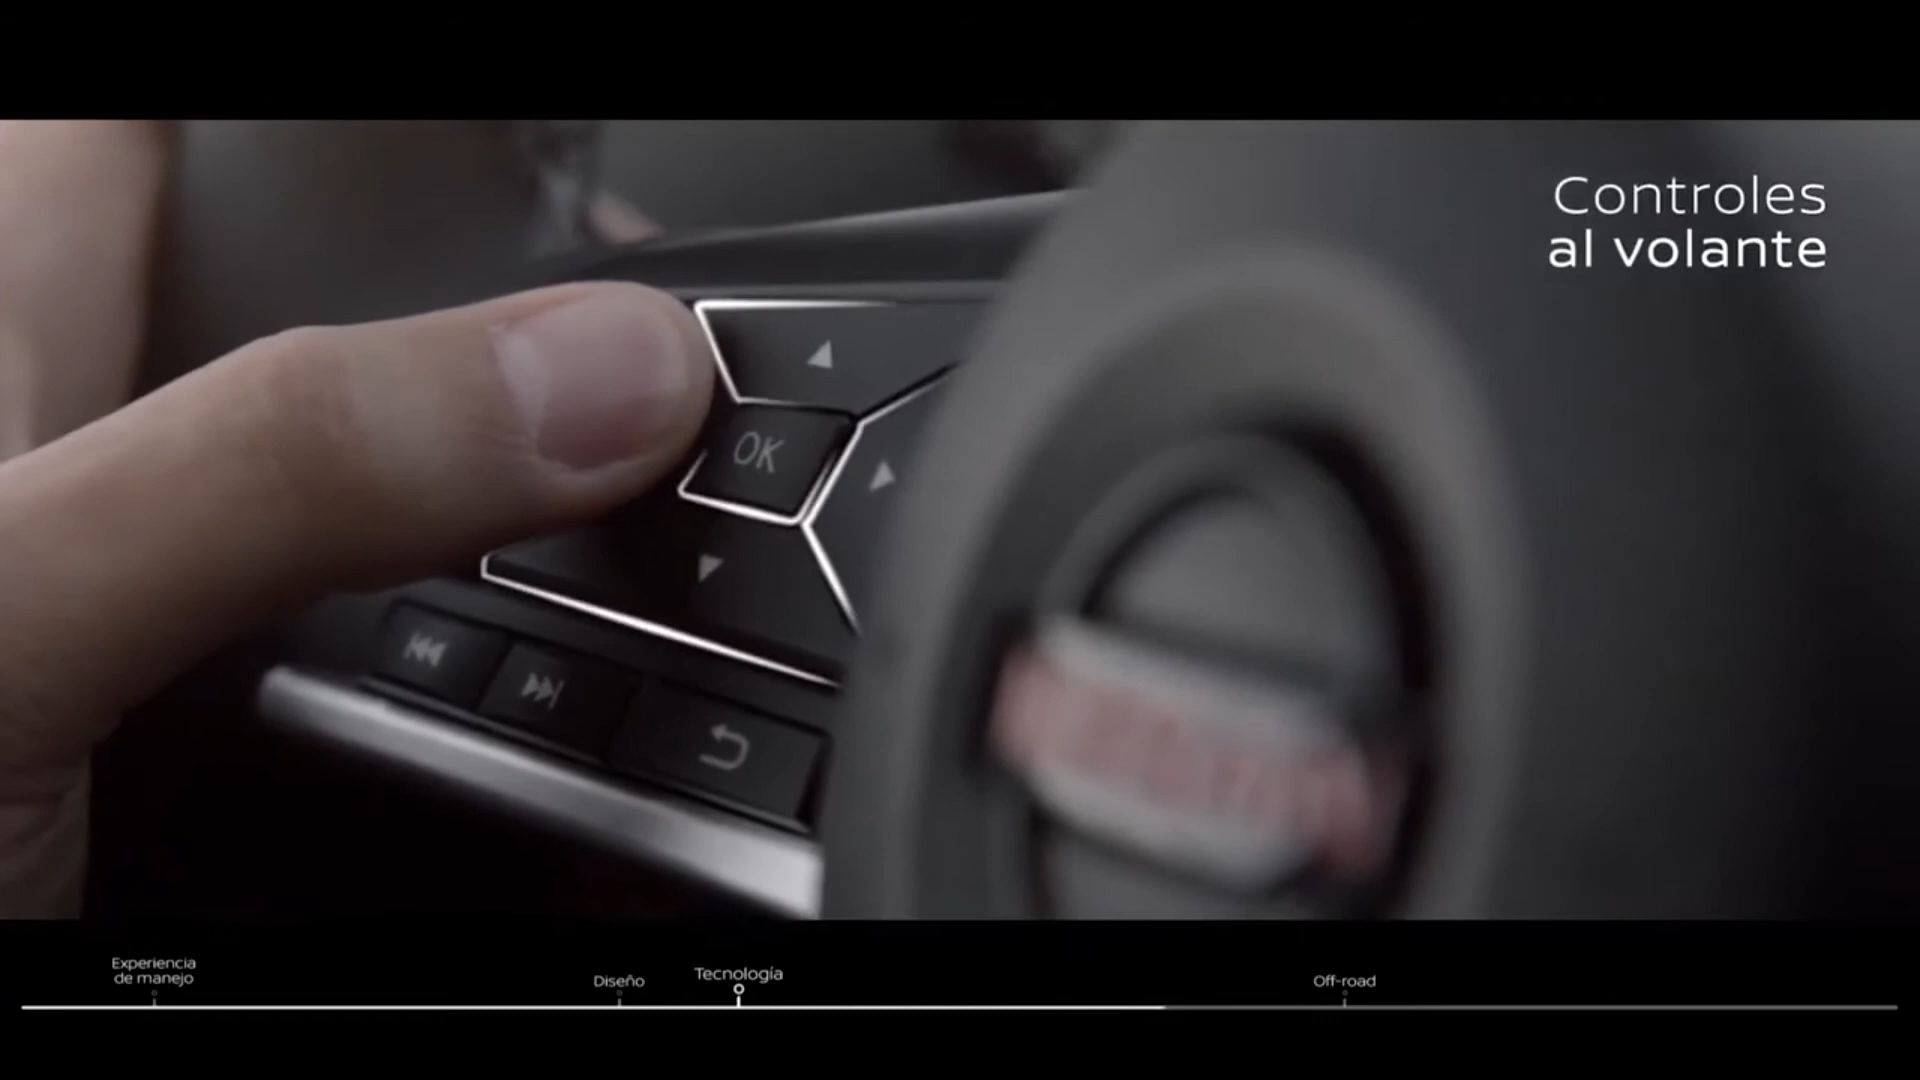 Controles
al volante
OK
Experiencia
de manejo
Diseño
Tecnología
Off-road